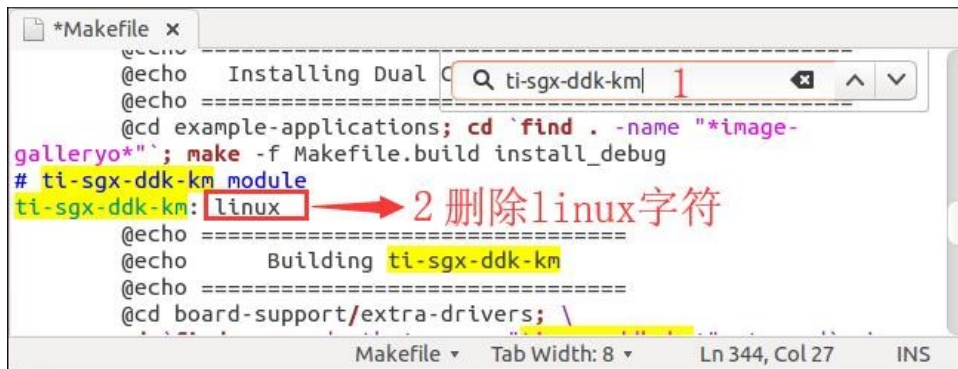 *Makefile ×
@echo ======================================================
@echo   Installing Dual C
ti-sgx-ddk-km 1
@echo ======================================================
@cd example-applications; cd `find . -name "*image-
galleryo*"`; make -f Makefile.build install_debug
# ti-sgx-ddk-km module
ti-sgx-ddk-km: linux 2 删除linux字符
@echo ================================
@echo      Building ti-sgx-ddk-km
@echo ================================
@cd board-support/extra-drivers; \
Makefile Tab Width: 8 Ln 344, Col 27 INS